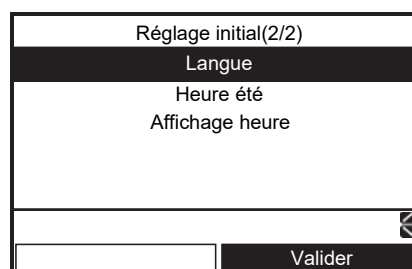 Réglage initial(2/2)
Langue
Heure été
Affichage heure
Valider